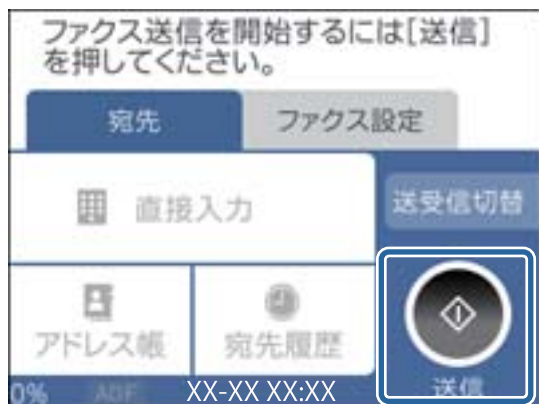 ファクス送信を開始するには[送信]
を押してください。
宛先
ファクス設定
直接入力
送受信切替
アドレス帳
宛先履歴
0%
ADF
XX-XX XX:XX
送信